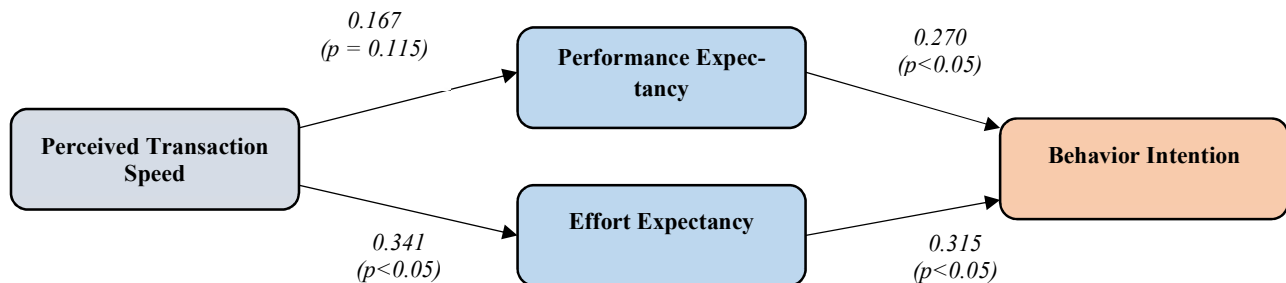 0.167
(p = 0.115)
Performance Expec-
tancy
0.270
(p<0.05)
Perceived Transaction
Speed
Behavior Intention
Effort Expectancy
0.341
(p<0.05)
0.315
(p<0.05)